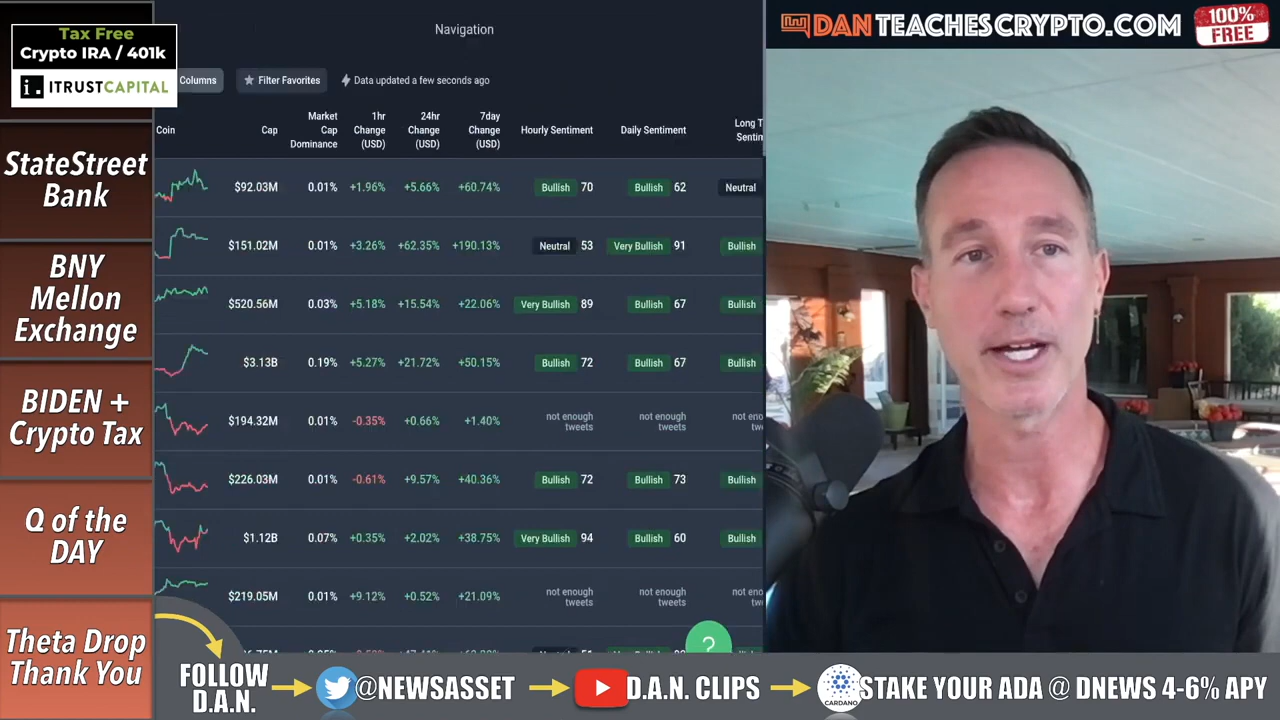 Tax Free
Crypto IRA / 401k
i. ITRUSTCAPITAL
StateStreet
Bank
BNY
Mellon
Exchange
BIDEN +
Crypto Tax
Q of the
DAY
Theta Drop
Thank You
Navigation
Columns
Filter Favorites
Data updated a few seconds ago
Coin
Cap
Market
Cap
Dominance
1hr
Change
(USD)
24hr
Change
(USD)
7day
Change
(USD)
Hourly Sentiment
Daily Sentiment
Long T
Sentim
$92.03M 0.01% +1.96% +5.66% +60.74% Bullish 70 Bullish 62 Neutral
$151.02M 0.01% +3.26% +62.35% +190.13% Neutral 53 Very Bullish 91 Bullish
$520.56M 0.03% +5.18% +15.54% +22.06% Very Bullish 89 Bullish 67 Bullish
$3.13B 0.19% +5.27% +21.72% +50.15% Bullish 72 Bullish 67 Bullish
$194.32M 0.01% -0.35% +0.66% +1.40% not enough tweets not enough tweets not eno
$226.03M 0.01% -0.61% +9.57% +40.36% Bullish 72 Bullish 73 Bullish
$1.12B 0.07% +0.35% +2.02% +38.75% Very Bullish 94 Bullish 60 Bullish
$219.05M 0.01% +9.12% +0.52% +21.09% not enough tweets not enough tweets not eno
?
DANTEACHESCRYPTO.COM
100%
FREE
FOLLOW
D.A.N.
@NEWSASSET
D.A.N. CLIPS
CARDANO
STAKE YOUR ADA @ DNEWS 4-6% APY